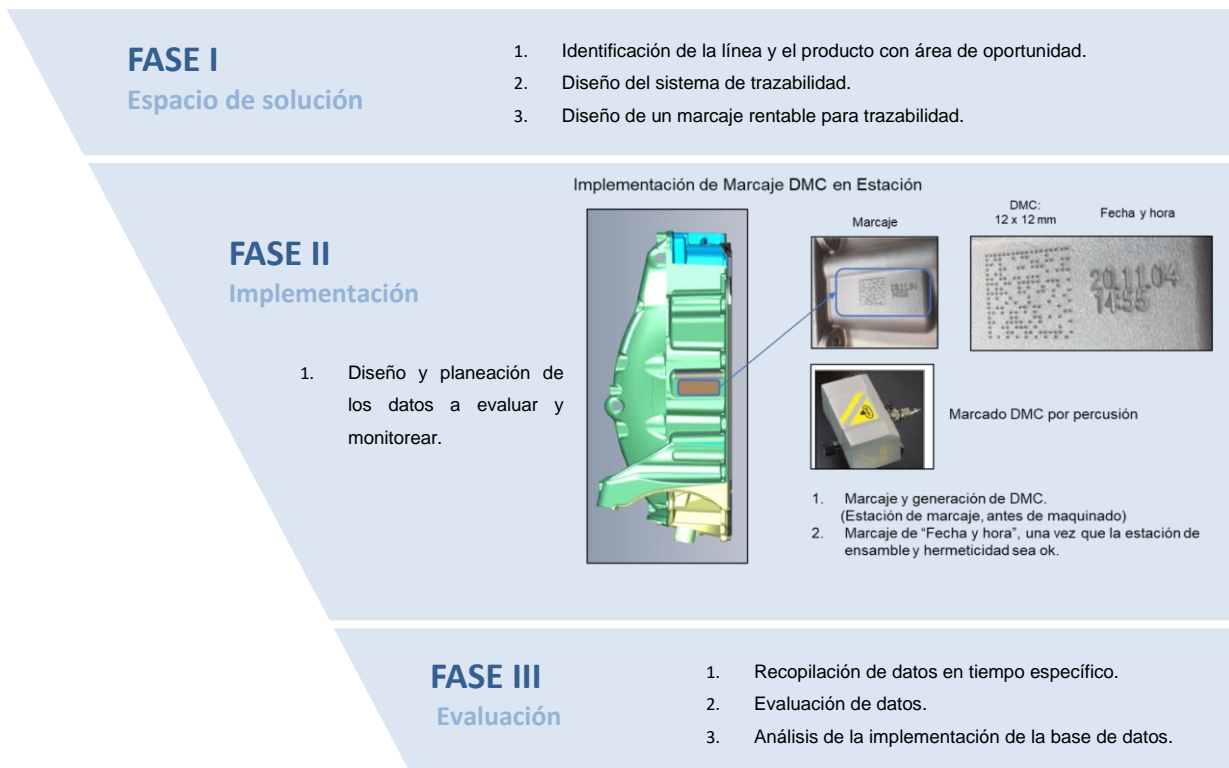 FASE I
Espacio de solución
1. Identificación de la línea y el producto con área de oportunidad.
2. Diseño del sistema de trazabilidad.
3. Diseño de un marcaje rentable para trazabilidad.
FASE II
Implementación
1. Diseño y planeación de
los datos a evaluar y
monitorear.
Implementación de Marcaje DMC en Estación
Marcaje
DMC:
12 x 12 mm
Fecha y hora
20.11.04
14:55
20.11.04
14:55
Marcado DMC por percusión
1. Marcaje y generación de DMC.
(Estación de marcaje, antes de maquinado)
2. Marcaje de “Fecha y hora”, una vez que la estación de
ensamble y hermeticidad sea ok.
FASE III
Evaluación
1. Recopilación de datos en tiempo específico.
2. Evaluación de datos.
3. Análisis de la implementación de la base de datos.